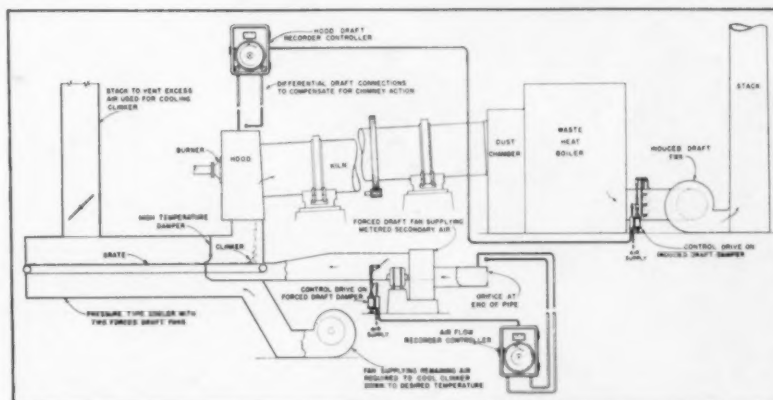 HOOD DRAFT
RECORDER CONTROLLER
STACK TO VENT EXCESS
AIR USED FOR COOLING
CLINKER
DIFFERENTIAL DRAFT CONNECTIONS
TO COMPENSATE FOR CHIMNEY ACTION
STACK
BURNER
HOOD
KILN
DUST
CHAMBER
WASTE
HEAT
BOILER
INDUCED DRAFT
FAN
HIGH TEMPERATURE
DAMPER
CLINKER
GRATE
FORCED DRAFT FAN SUPPLYING
METERED SECONDARY AIR
AIR
SUPPLY
CONTROL DRIVE ON
INDUCED DRAFT DAMPER
CONTROL DRIVE ON
FORCED DRAFT DAMPER
ORIFICE AT
END OF PIPE
PRESSURE TYPE COOLER WITH
TWO FORCED DRAFT FANS
AIR
SUPPLY
AIR FLOW
RECORDER CONTROLLER
FAN SUPPLYING REMAINING AIR
REQUIRED TO COOL CLINKER
DOWN TO DESIRED TEMPERATURE